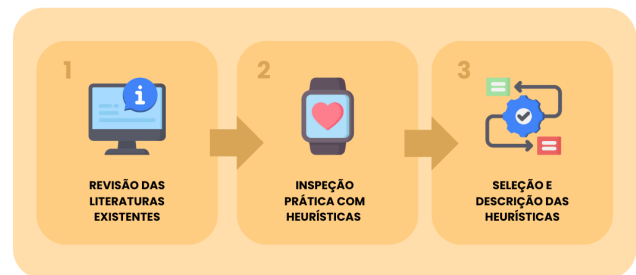 1
REVISÃO DAS
LITERATURAS
EXISTENTES
2
INSPEÇÃO
PRÁTICA COM
HEURÍSTICAS
3
SELEÇÃO E
DESCRIÇÃO DAS
HEURÍSTICAS